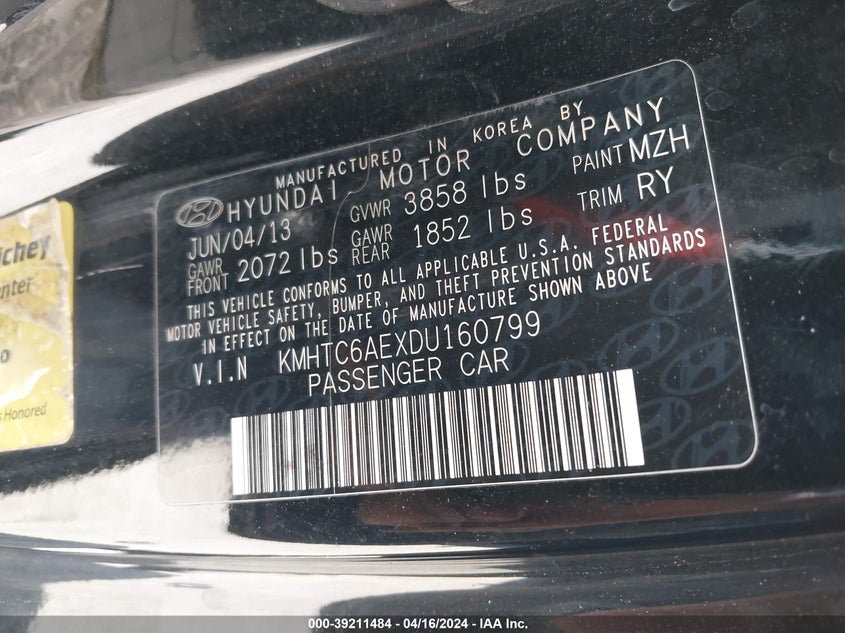 MANUFACTURED IN KOREA BY
HYUNDAI MOTOR COMPANY
JUN/04/13 GVWR 3858 lbs PAINT MZH
GAWR FRONT 2072 lbs GAWR REAR 1852 lbs TRIM RY
THIS VEHICLE CONFORMS TO ALL APPLICABLE U.S.A. FEDERAL
MOTOR VEHICLE SAFETY, BUMPER, AND THEFT PREVENTION STANDARDS
IN EFFECT ON THE DATE OF MANUFACTURE SHOWN ABOVE
V.I.N KMHTC6AEXDU160799
PASSENGER CAR
Honored
000-39211484 - 04/16/2024 - IAA Inc.